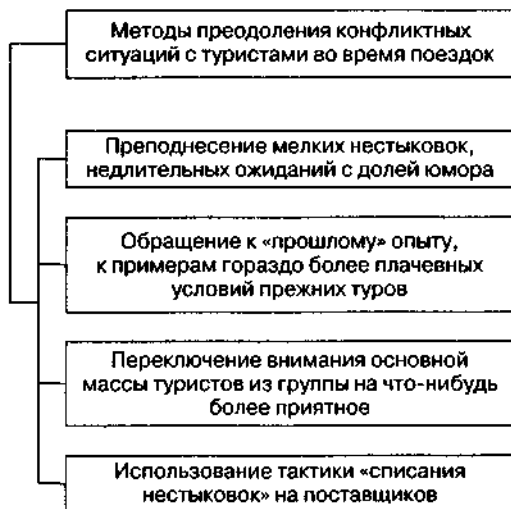 Методы преодоления конфликтных
ситуаций с туристами во время поездок
Преподнесение мелких нестыковок,
недлительных ожиданий с долей юмора
Обращение к «прошлому» опыту,
к примерам гораздо более плачевных
условий прежних туров
Переключение внимания основной
массы туристов из группы на что-нибудь
более приятное
Использование тактики «списания
нестыковок» на поставщиков